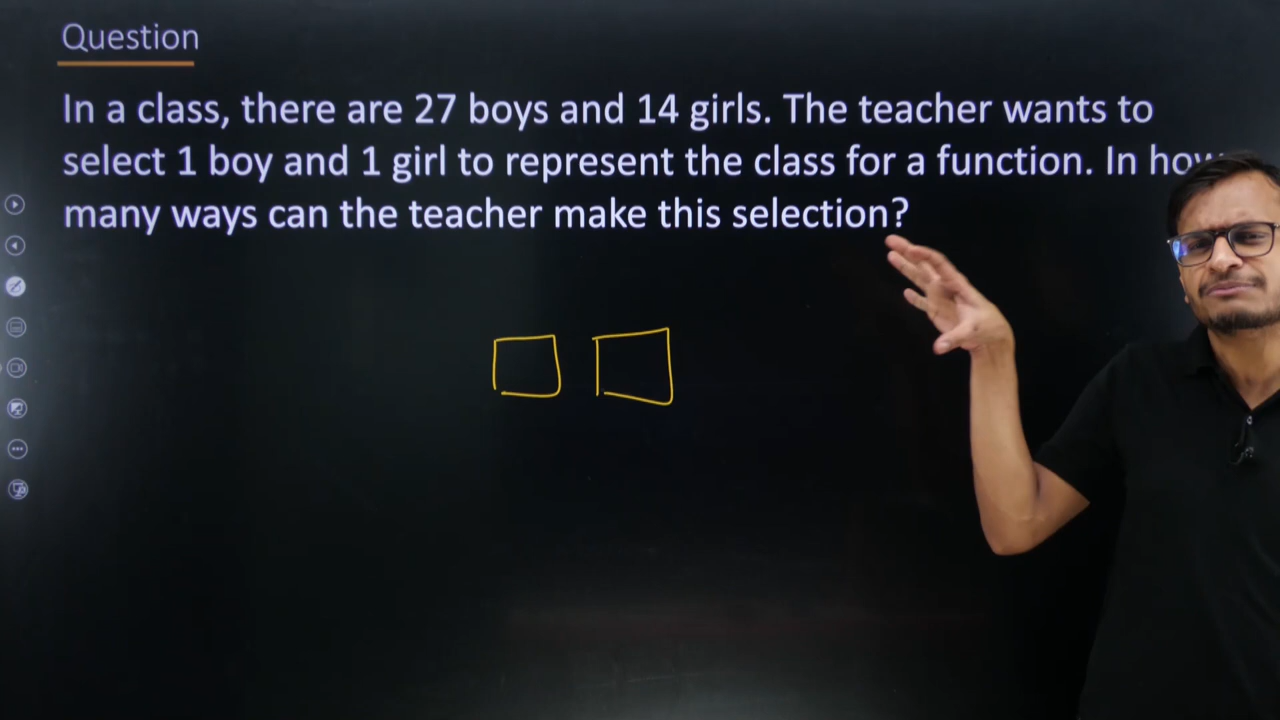 Question
In a class, there are 27 boys and 14 girls. The teacher wants to
select 1 boy and 1 girl to represent the class for a function. In how
many ways can the teacher make this selection?